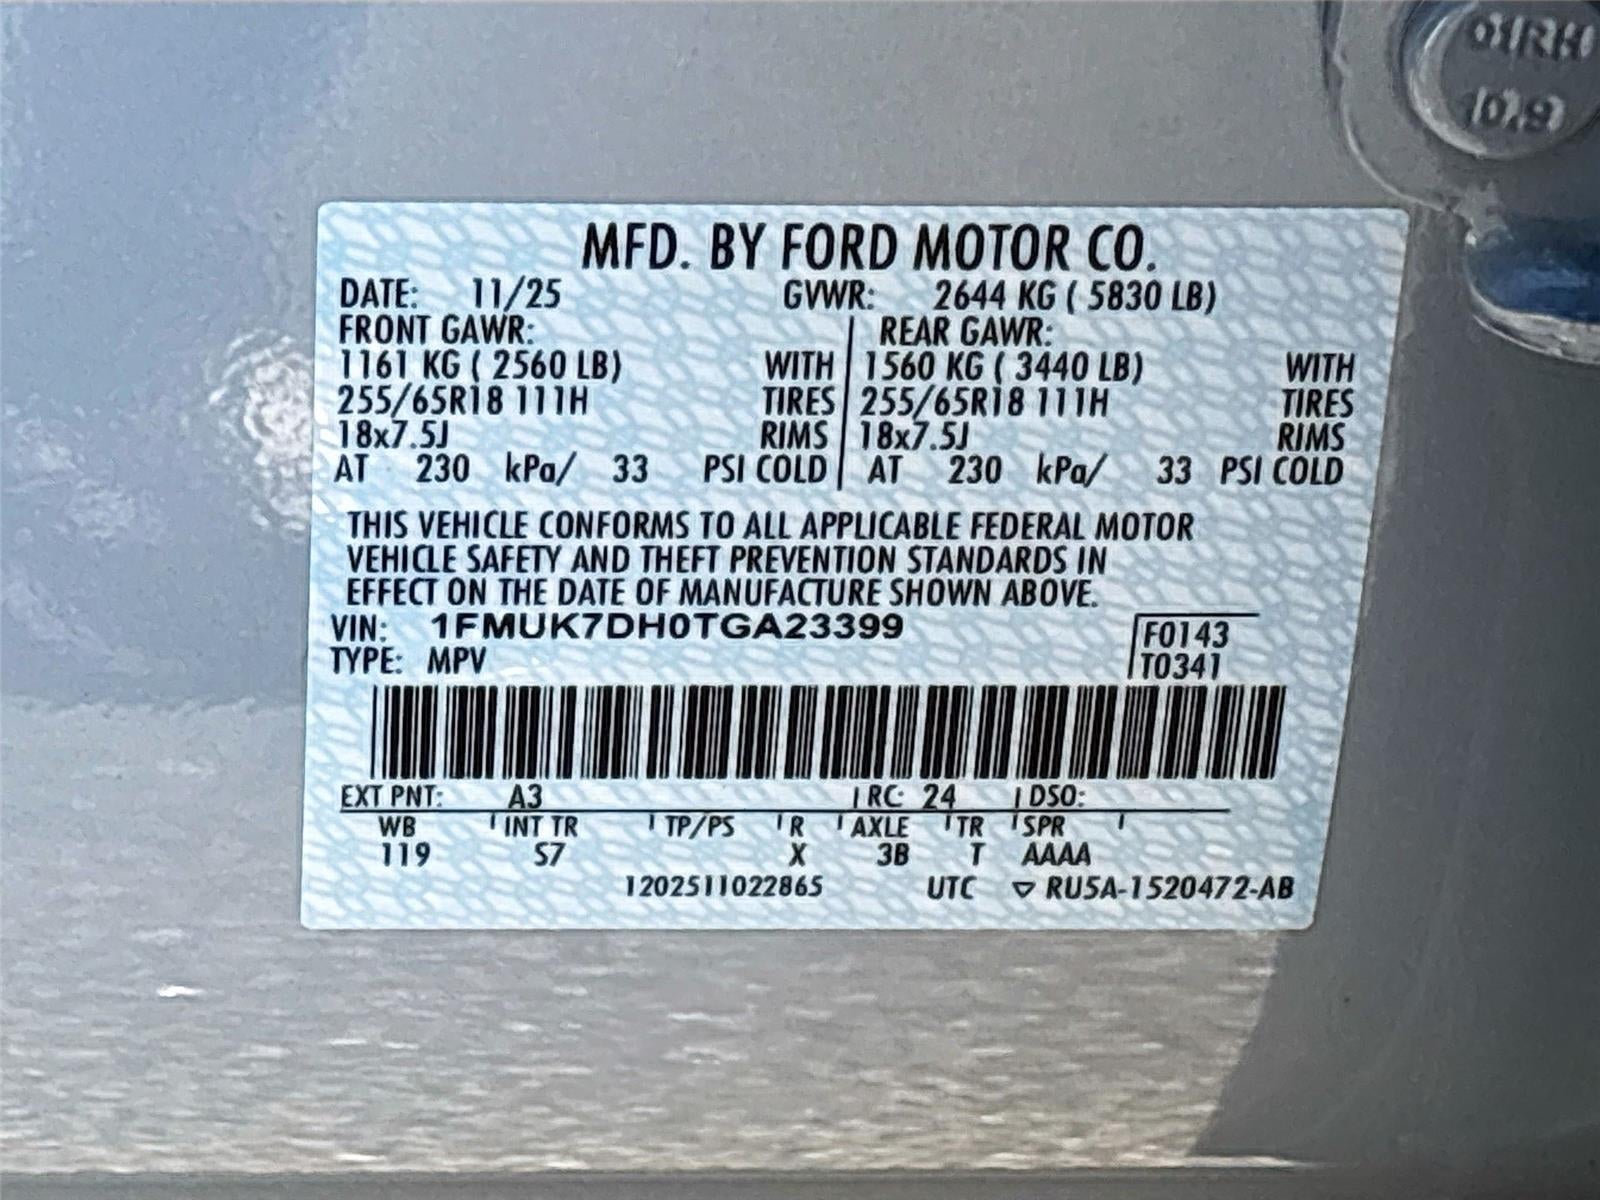 01RH
10.9
MFD. BY FORD MOTOR CO.
DATE: 11/25 GVWR: 2644 KG ( 5830 LB)
FRONT GAWR: REAR GAWR:
1161 KG ( 2560 LB) WITH 1560 KG ( 3440 LB) WITH
255/65R18 111H TIRES 255/65R18 111H TIRES
18x7.5J RIMS 18x7.5J RIMS
AT 230 kPa/ 33 PSI COLD AT 230 kPa/ 33 PSI COLD
THIS VEHICLE CONFORMS TO ALL APPLICABLE FEDERAL MOTOR
VEHICLE SAFETY AND THEFT PREVENTION STANDARDS IN
EFFECT ON THE DATE OF MANUFACTURE SHOWN ABOVE.
VIN: 1FMUK7DH0TGA23399 F0143
TYPE: MPV T0341
EXT PNT: A3 RC: 24 DSO:
WB INT TR TP/PS R AXLE TR SPR
119 S7 X 3B T AAAA
1202511022865 UTC ▽ RU5A-1520472-AB